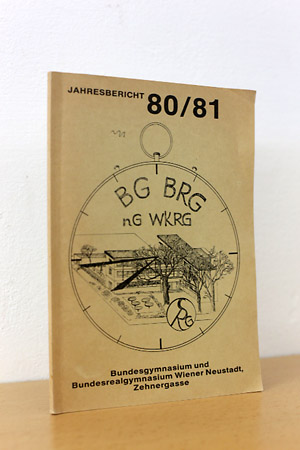 JAHRESBERICHT 80/81
BG BRG
nG WKRG
Bundesgymnasium und
Bundesrealgymnasium Wiener Neustadt,
Zehnergasse